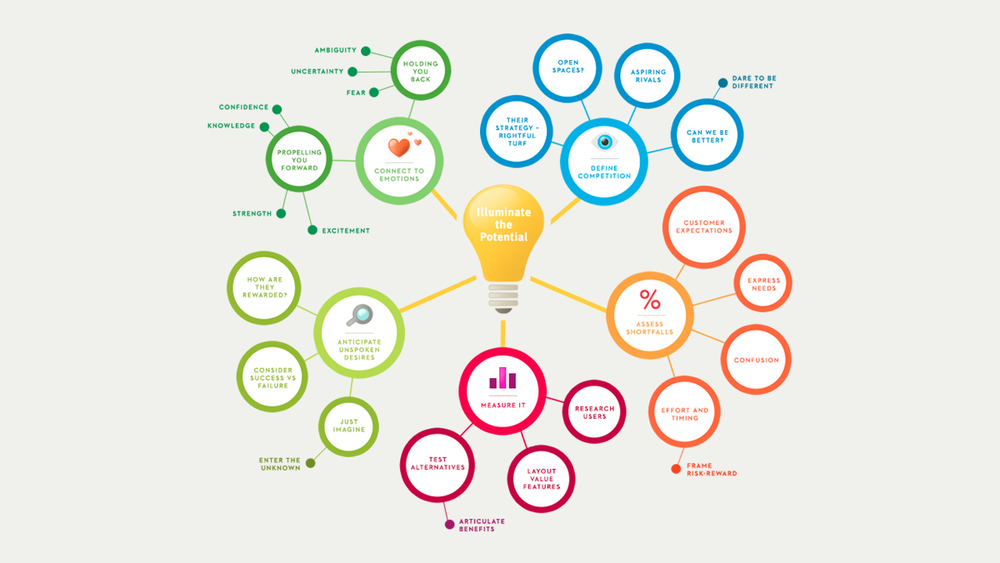 Illuminate
the
Potential
CONNECT TO
EMOTIONS
HOLDING
YOU
BACK
AMBIGUITY
UNCERTAINTY
FEAR
PROPELLING
YOU
FORWARD
CONFIDENCE
KNOWLEDGE
STRENGTH
EXCITEMENT
DEFINE
COMPETITION
THEIR
STRATEGY -
RIGHTFUL
TURF
OPEN
SPACES?
ASPIRING
RIVALS
CAN WE BE
BETTER?
DARE TO BE
DIFFERENT
%
ASSESS
SHORTFALLS
CUSTOMER
EXPECTATIONS
EXPRESS
NEEDS
CONFUSION
EFFORT AND
TIMING
FRAME
RISK-REWARD
MEASURE IT
RESEARCH
USERS
LAYOUT
VALUE
FEATURES
TEST
ALTERNATIVES
ARTICULATE
BENEFITS
ANTICIPATE
UNSPOKEN
DESIRES
HOW ARE
THEY
REWARDED?
CONSIDER
SUCCESS VS
FAILURE
JUST
IMAGINE
ENTER THE
UNKNOWN